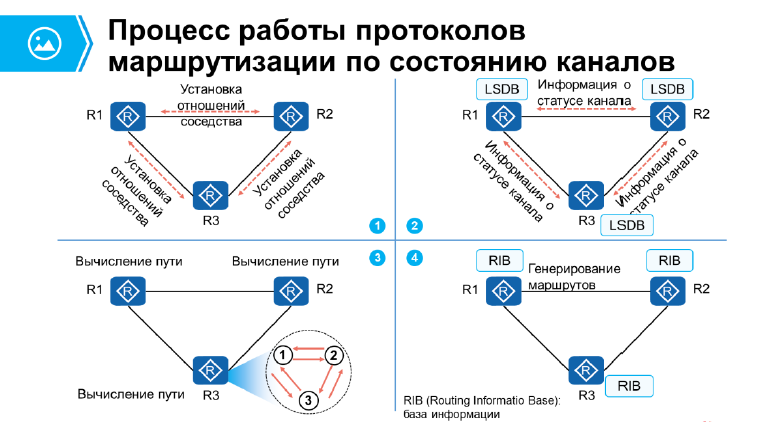 Процесс работы протоколов
маршрутизации по состоянию каналов
Установка
отношений
соседства
R1
R2
Установка
отношений
соседства
Установка
отношений
соседства
R
R
R
R3
1
LSDB
Информация о
статусе канала
LSDB
R1
R2
Информация о
статусе канала
Информация о
статусе канала
R
R
R
R3
LSDB
2
Вычисление пути
Вычисление пути
3
R1
R2
R
R
R
1
2
3
Вычисление пути
R3
4
RIB
Генерирование
маршрутов
RIB
R1
R2
R
R
R
R3
RIB
RIB (Routing Informatio Base):
база информации